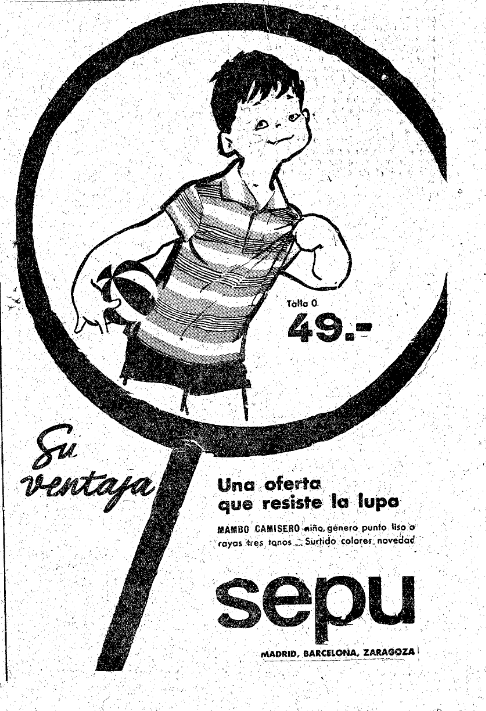 Talla 0
49.-
Su
ventaja
Una oferta
que resiste la lupa
MAMBO CAMISERO niño, género punto liso o
rayas tres tonos ... Surtido colores novedad
sepu
MADRID, BARCELONA, ZARAGOZA